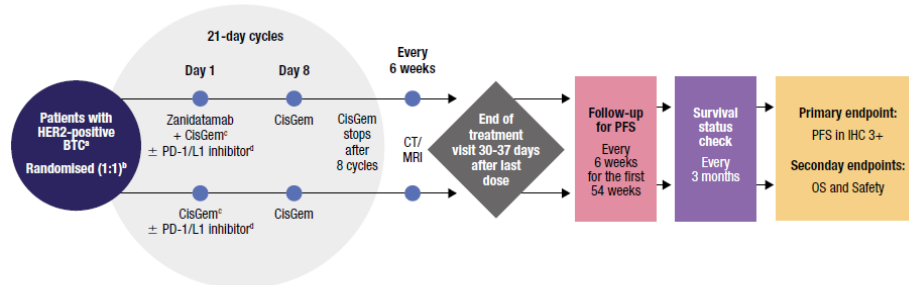 21-day cycles
Patients with
HER2-positive
BTCᵃ
Randomised (1:1)ᵇ
Day 1
Zanidatamab
+ CisGemᶜ
± PD-1/L1 inhibitorᵈ
Day 8
CisGem
CisGem
stops
after
8 cycles
CisGemᶜ
± PD-1/L1 inhibitorᵈ
CisGem
Every
6 weeks
CT/
MRI
End of
treatment
visit 30-37 days
after last
dose
Follow-up
for PFS
Every
6 weeks
for the first
54 weeks
Survival
status
check
Every
3 months
Primary endpoint:
PFS in IHC 3+
Seconday endpoints:
OS and Safety